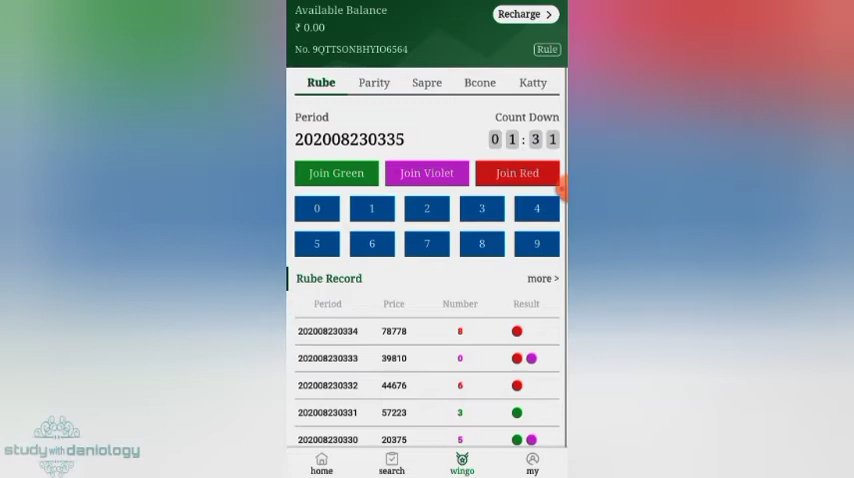 Available Balance
Recharge >
₹ 0.00
No. 9QTTSONBHYIO6564
Rule
Rube Parity Sapre Bcone Katty
Period Count Down
202008230335 0 1 : 3 1
Join Green Join Violet Join Red
0 1 2 3 4
5 6 7 8 9
Rube Record more >
Period Price Number Result
202008230334 78778 8
202008230333 39810 0
202008230332 44676 6
202008230331 57223 3
202008230330 20375 5
home search wingo my
study with daniology